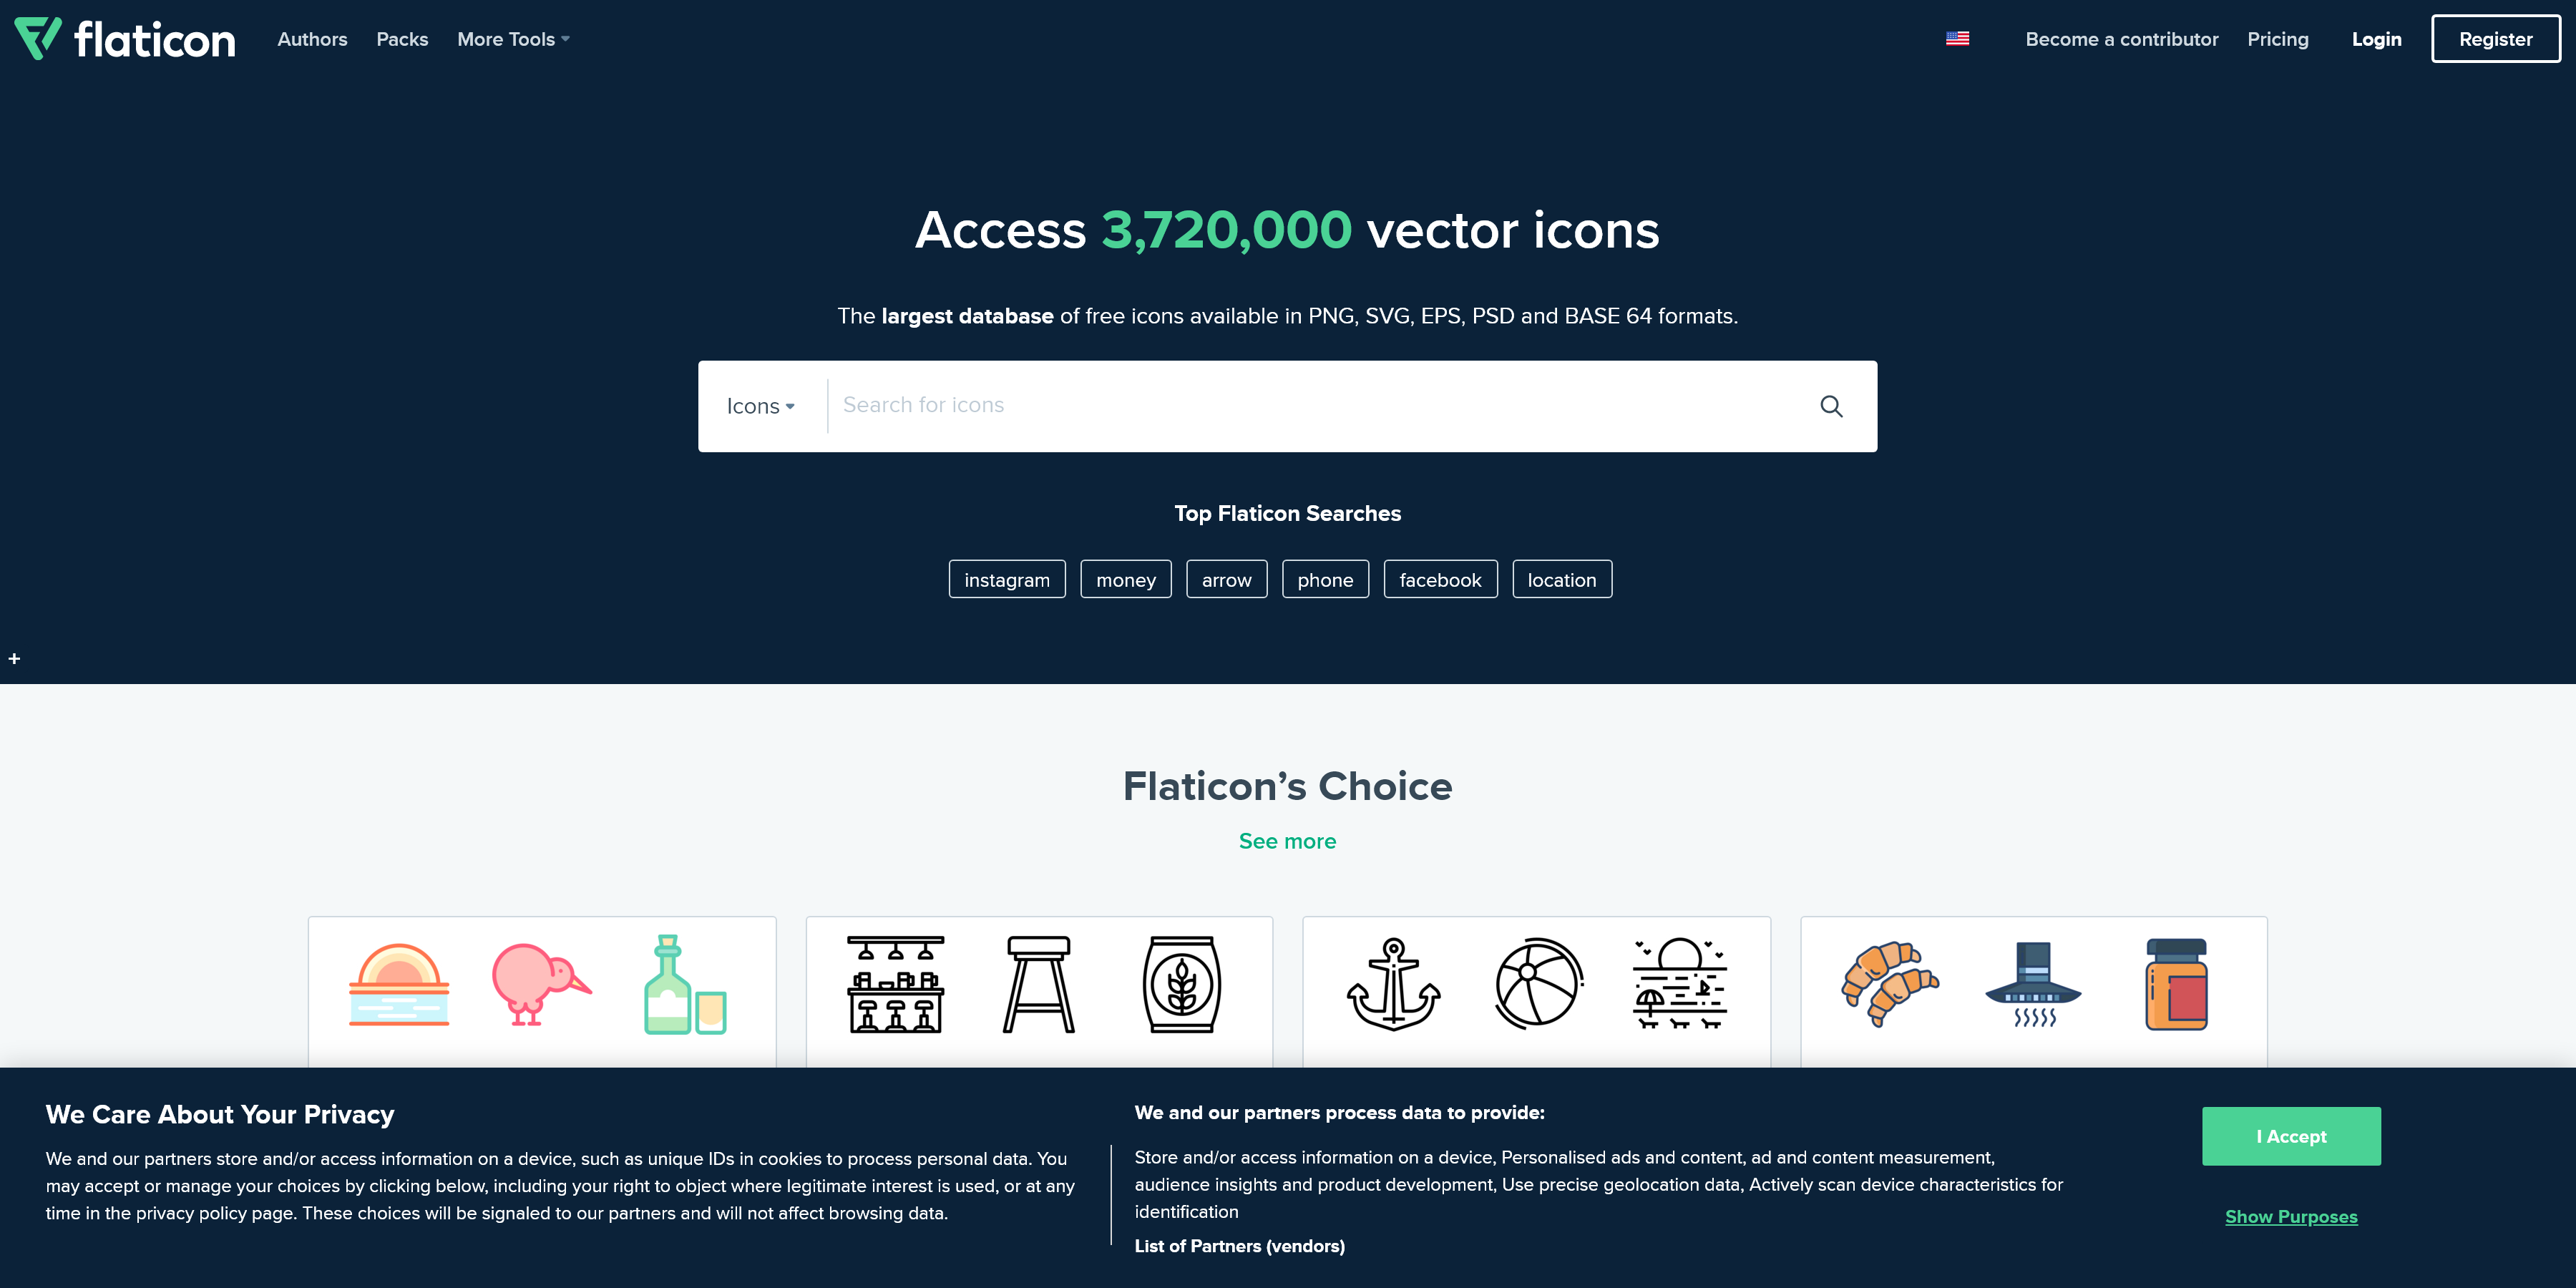 flaticon Authors Packs More Tools Become a contributor Pricing Login Register
Access 3,720,000 vector icons
The largest database of free icons available in PNG, SVG, EPS, PSD and BASE 64 formats.
Icons Search for icons
Top Flaticon Searches
instagram money arrow phone facebook location
+
Flaticon’s Choice
See more
We Care About Your Privacy
We and our partners store and/or access information on a device, such as unique IDs in cookies to process personal data. You
may accept or manage your choices by clicking below, including your right to object where legitimate interest is used, or at any
time in the privacy policy page. These choices will be signaled to our partners and will not affect browsing data.
We and our partners process data to provide:
Store and/or access information on a device, Personalised ads and content, ad and content measurement,
audience insights and product development, Use precise geolocation data, Actively scan device characteristics for
identification
List of Partners (vendors)
I Accept
Show Purposes